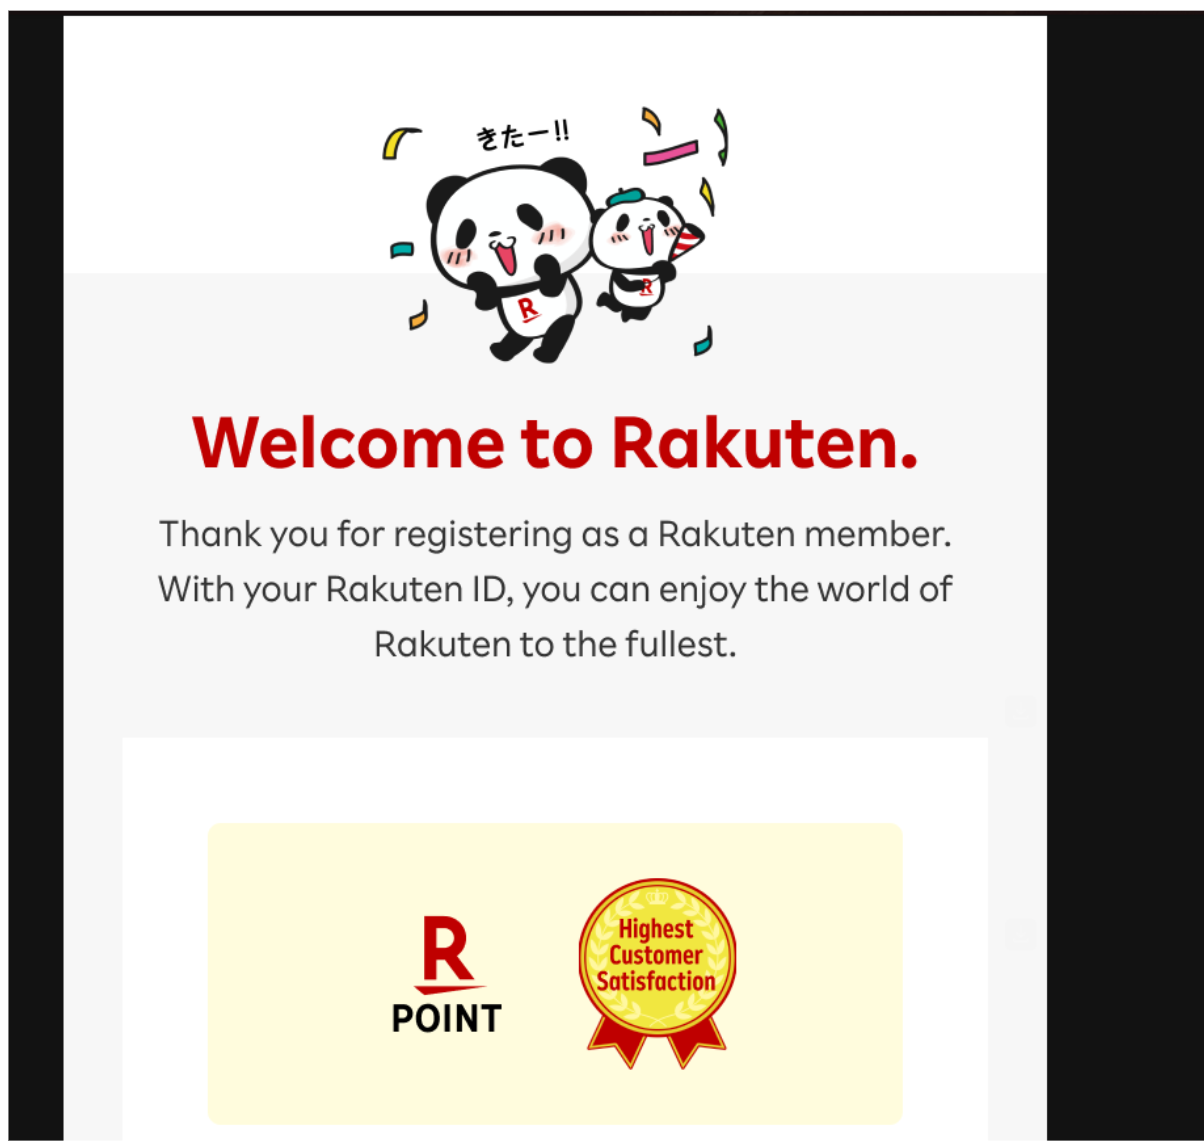 きたー!!
R
R
Welcome to Rakuten.
Thank you for registering as a Rakuten member.
With your Rakuten ID, you can enjoy the world of
Rakuten to the fullest.
R
POINT
Highest
Customer
Satisfaction